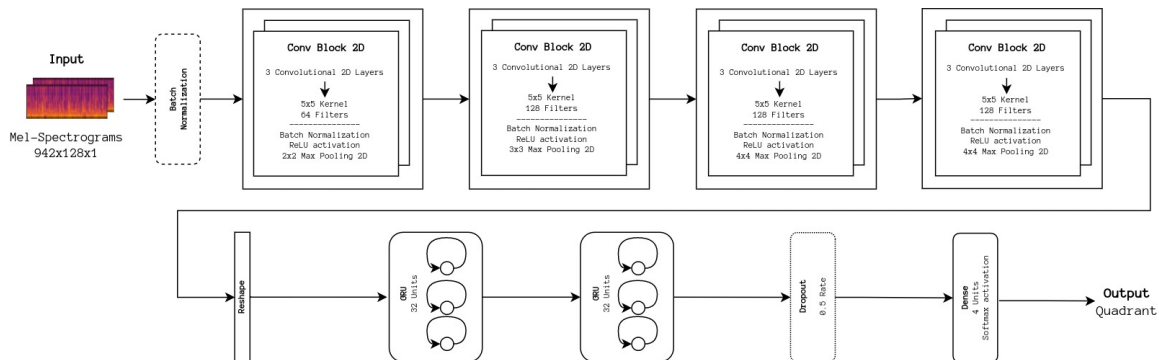 Input
Mel-Spectrograms
942x128x1
Batch
Normalization
Conv Block 2D
3 Convolutional 2D Layers
5x5 Kernel
64 Filters
---------------
Batch Normalization
ReLU activation
2x2 Max Pooling 2D
Conv Block 2D
3 Convolutional 2D Layers
5x5 Kernel
128 Filters
---------------
Batch Normalization
ReLU activation
3x3 Max Pooling 2D
Conv Block 2D
3 Convolutional 2D Layers
5x5 Kernel
128 Filters
---------------
Batch Normalization
ReLU activation
4x4 Max Pooling 2D
Conv Block 2D
3 Convolutional 2D Layers
5x5 Kernel
128 Filters
---------------
Batch Normalization
ReLU activation
4x4 Max Pooling 2D
Reshape
GRU
32 Units
GRU
32 Units
Dropout
0.5 Rate
Dense
4 Units
Softmax activation
Output
Quadrant